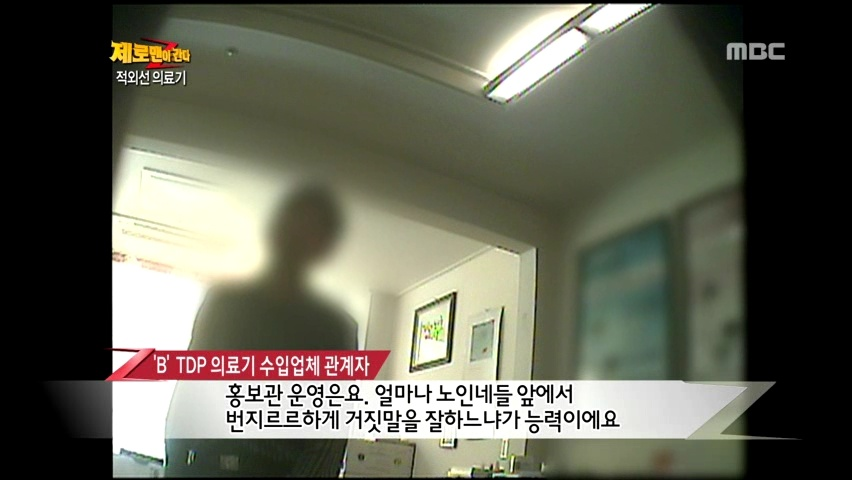 제로맨이 간다
적외선 의료기
MBC
'B' TDP 의료기 수입업체 관계자
홍보관 운영은요. 얼마나 노인네들 앞에서
번지르르하게 거짓말을 잘하느냐가 능력이에요